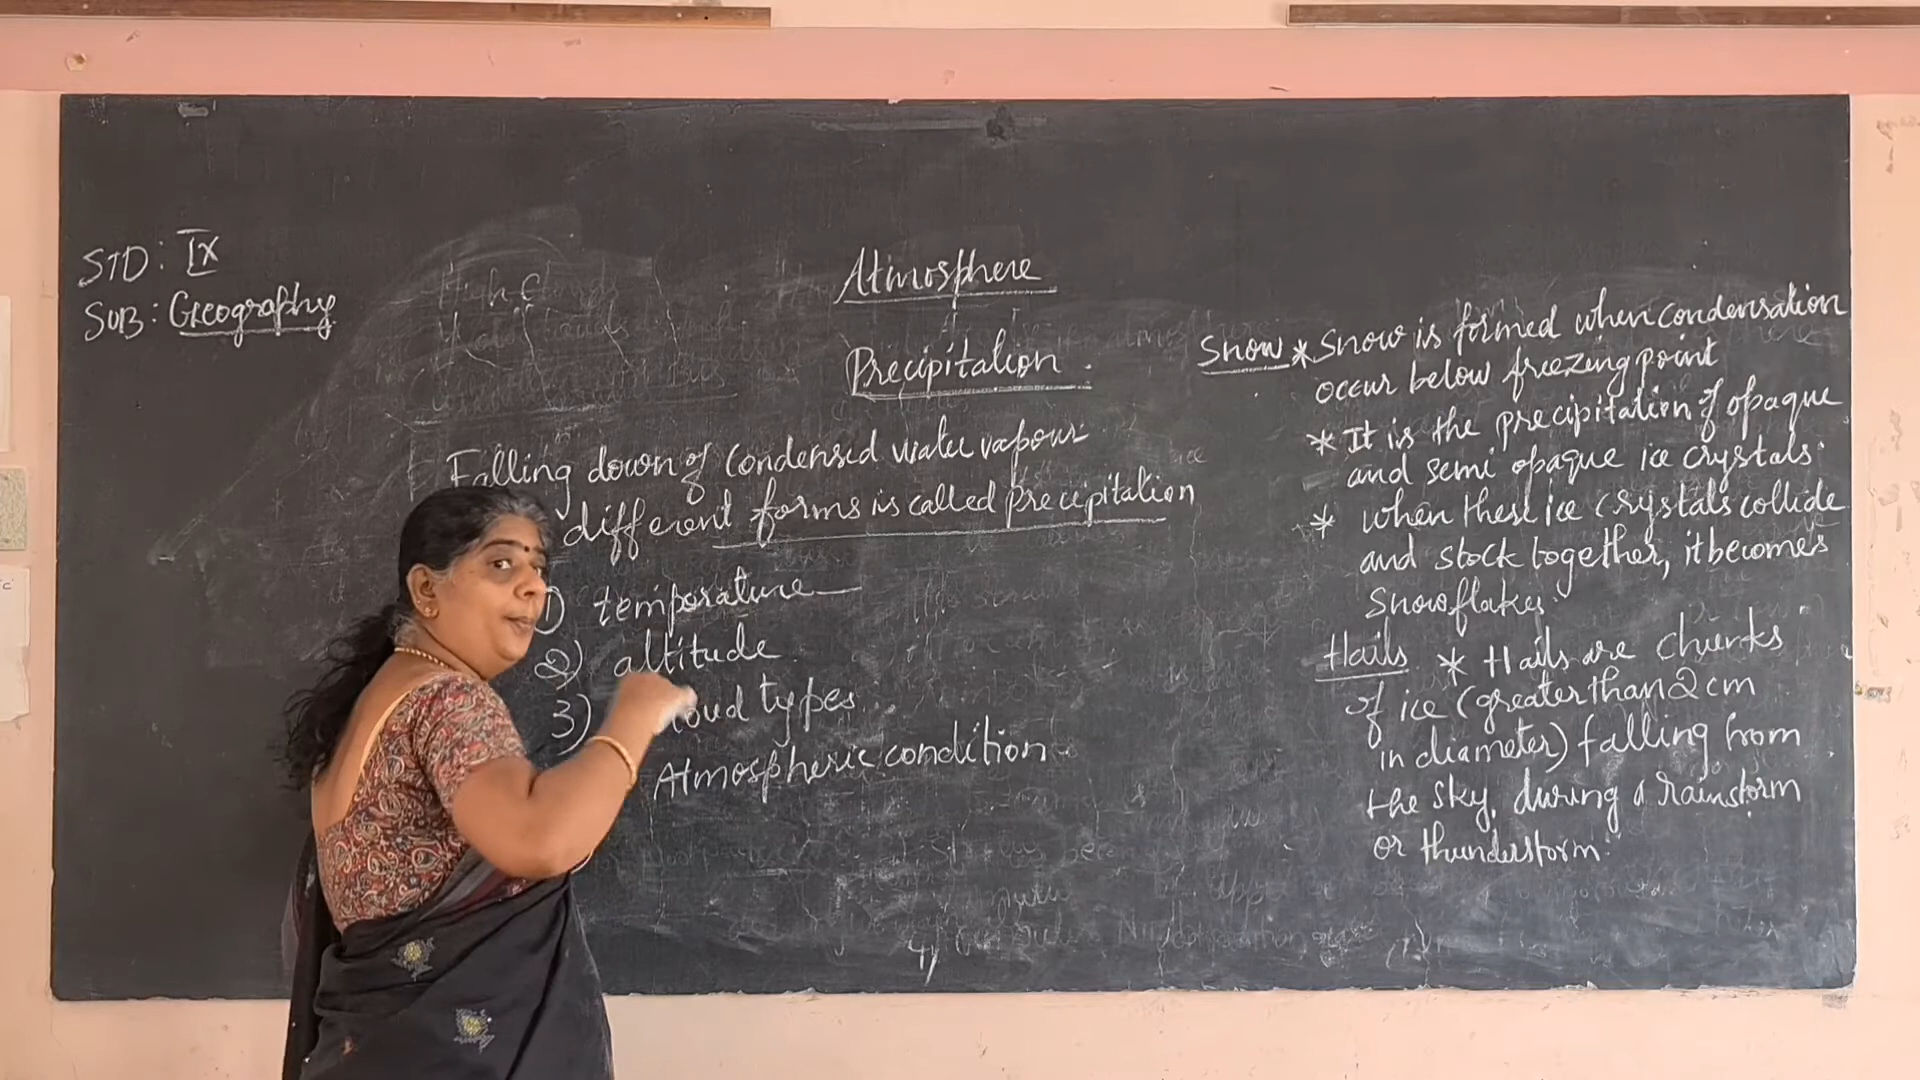 STD: IX
SUB: Geography
Atmosphere
Precipitation.
Falling down of condensed water vapour
different forms is called precipitation
1) temperature
2) altitude
3) types
Atmospheric condition
Snow * Snow is formed when condensation
occur below freezing point
* It is the precipitation of opaque
and semi opaque ice crystals.
* when these ice crystals collide
and stock together, it becomes
Snowflakes.
Hails * Hails are chunks
of ice (greater than 2 cm
in diameter) falling from
the sky, during a rainstorm
or thunderstorm.